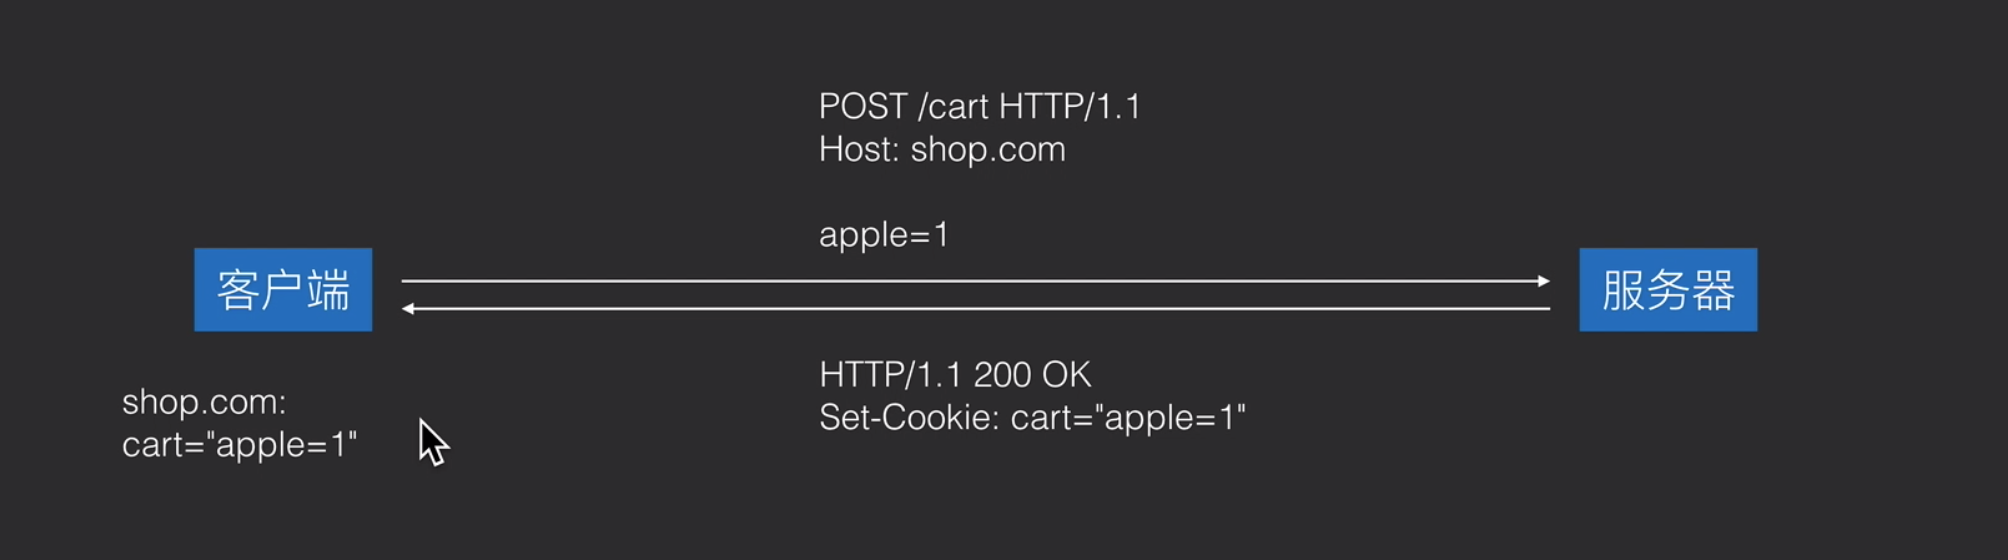 POST /cart HTTP/1.1
Host: shop.com
apple=1
客户端
服务器
HTTP/1.1 200 OK
Set-Cookie: cart="apple=1"
shop.com:
cart="apple=1"